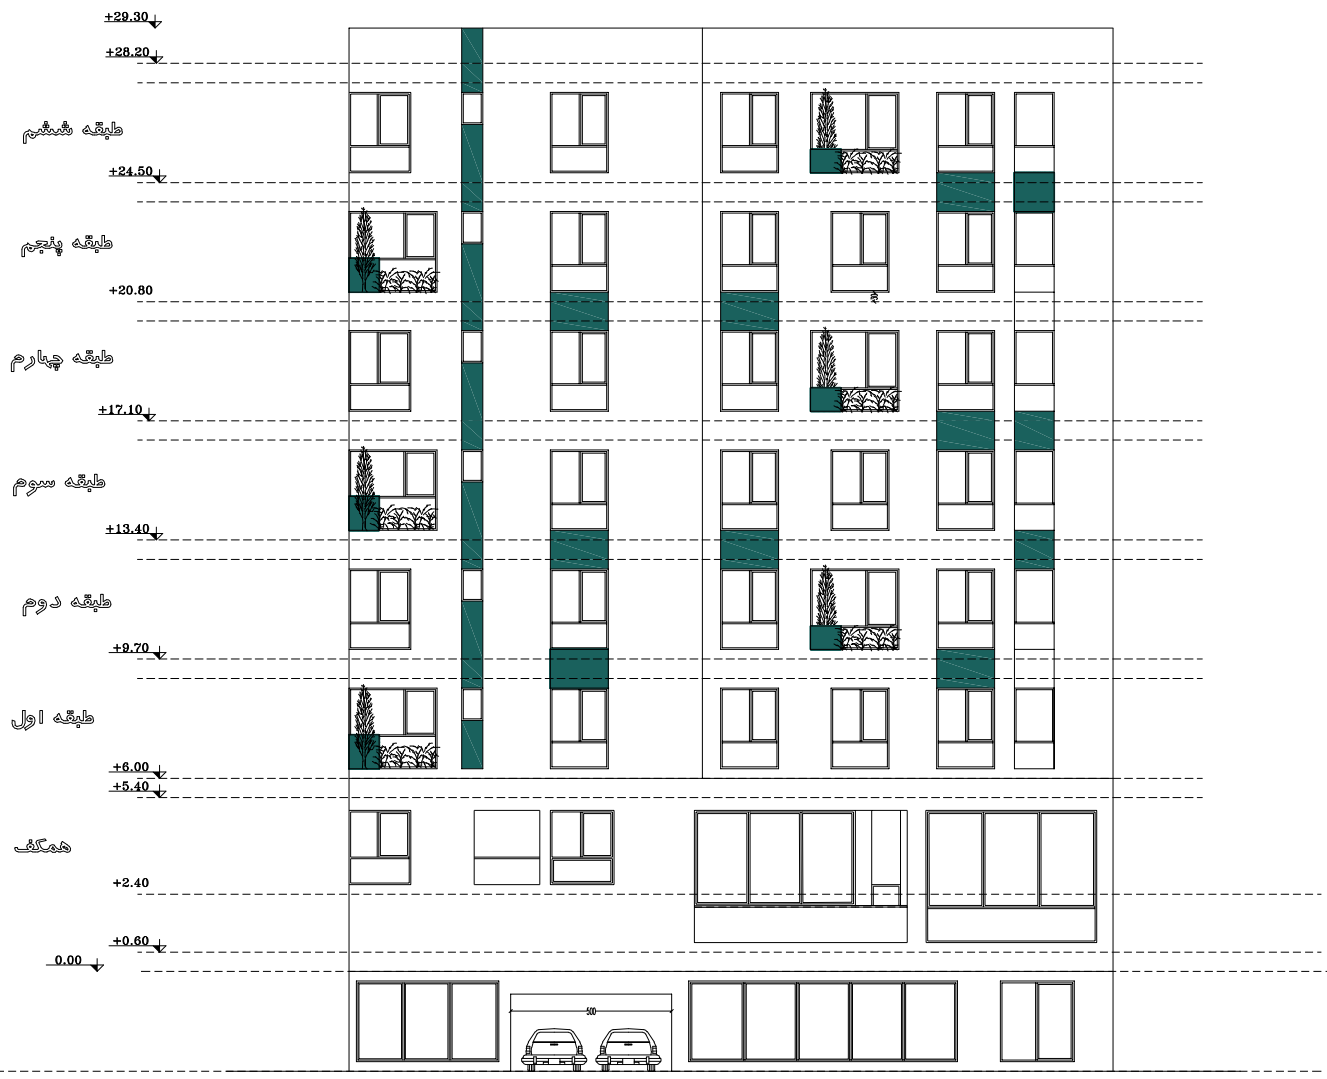 +29.30
+28.20
طبقه ششم
+24.50
طبقه پنجم
+20.80
طبقه چهارم
+17.10
طبقه سوم
+13.40
طبقه دوم
+9.70
طبقه اول
+6.00
+5.40
همکف
+2.40
+0.60
0.00
500